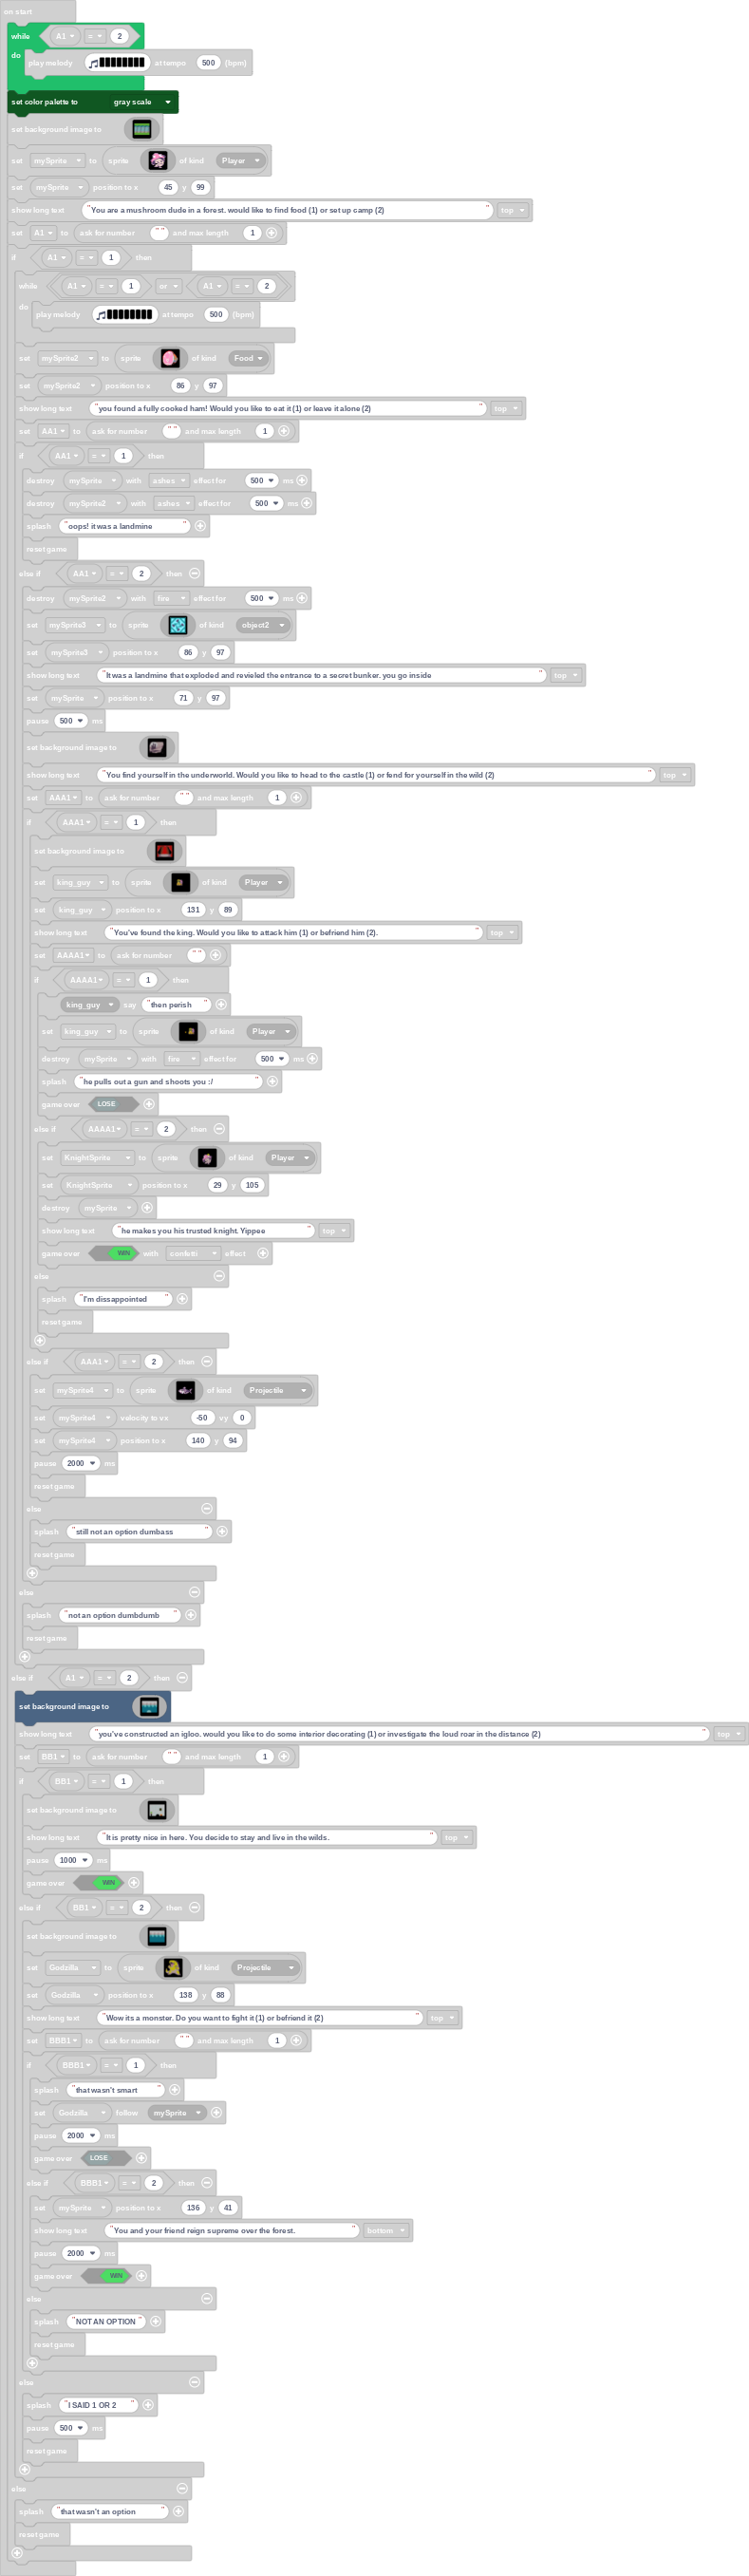 on start
while A1 = 2
do play melody at tempo 500 (bpm)
set color palette to gray scale
set background image to
set mySprite to sprite of kind Player
set mySprite position to x 45 y 99
show long text "You are a mushroom dude in a forest. would like to find food (1) or set up camp (2)" top
set A1 to ask for number "" and max length 1
if A1 = 1 then
while A1 = 1 or A1 = 2
do play melody at tempo 500 (bpm)
set mySprite2 to sprite of kind Food
set mySprite2 position to x 86 y 97
show long text "you found a fully cooked ham! Would you like to eat it (1) or leave it alone (2)" top
set AA1 to ask for number "" and max length 1
if AA1 = 1 then
destroy mySprite with ashes effect for 500 ms
destroy mySprite2 with ashes effect for 500 ms
splash "oops! it was a landmine"
reset game
else if AA1 = 2 then
destroy mySprite2 with fire effect for 500 ms
set mySprite3 to sprite of kind object2
set mySprite3 position to x 86 y 97
show long text "It was a landmine that exploded and revieled the entrance to a secret bunker. you go inside" top
set mySprite position to x 71 y 97
pause 500 ms
set background image to
show long text "You find yourself in the underworld. Would you like to head to the castle (1) or fend for yourself in the wild (2)" top
set AAA1 to ask for number "" and max length 1
if AAA1 = 1 then
set background image to
set king_guy to sprite of kind Player
set king_guy position to x 131 y 89
show long text "You've found the king. Would you like to attack him (1) or befriend him (2)." top
set AAAA1 to ask for number ""
if AAAA1 = 1 then
king_guy say "then perish"
set king_guy to sprite of kind Player
destroy mySprite with fire effect for 500 ms
splash "he pulls out a gun and shoots you :/"
game over LOSE
else if AAAA1 = 2 then
set KnightSprite to sprite of kind Player
set KnightSprite position to x 29 y 105
destroy mySprite
show long text "he makes you his trusted knight. Yippee" top
game over WIN with confetti effect
else
splash "I'm dissappointed"
reset game
else if AAA1 = 2 then
set mySprite4 to sprite of kind Projectile
set mySprite4 velocity to vx -50 vy 0
set mySprite4 position to x 140 y 94
pause 2000 ms
reset game
else
splash "still not an option dumbass"
reset game
else
splash "not an option dumbdumb"
reset game
else if A1 = 2 then
set background image to
show long text "you've constructed an igloo. would you like to do some interior decorating (1) or investigate the loud roar in the distance (2)" top
set BB1 to ask for number "" and max length 1
if BB1 = 1 then
set background image to
show long text "It is pretty nice in here. You decide to stay and live in the wilds." top
pause 1000 ms
game over WIN
else if BB1 = 2 then
set background image to
set Godzilla to sprite of kind Projectile
set Godzilla position to x 138 y 88
show long text "Wow its a monster. Do you want to fight it (1) or befriend it (2)" top
set BBB1 to ask for number "" and max length 1
if BBB1 = 1 then
splash "that wasn't smart"
set Godzilla follow mySprite
pause 2000 ms
game over LOSE
else if BBB1 = 2 then
set mySprite position to x 136 y 41
show long text "You and your friend reign supreme over the forest." bottom
pause 2000 ms
game over WIN
else
splash "NOT AN OPTION"
reset game
else
splash "I SAID 1 OR 2"
pause 500 ms
reset game
else
splash "that wasn't an option"
reset game